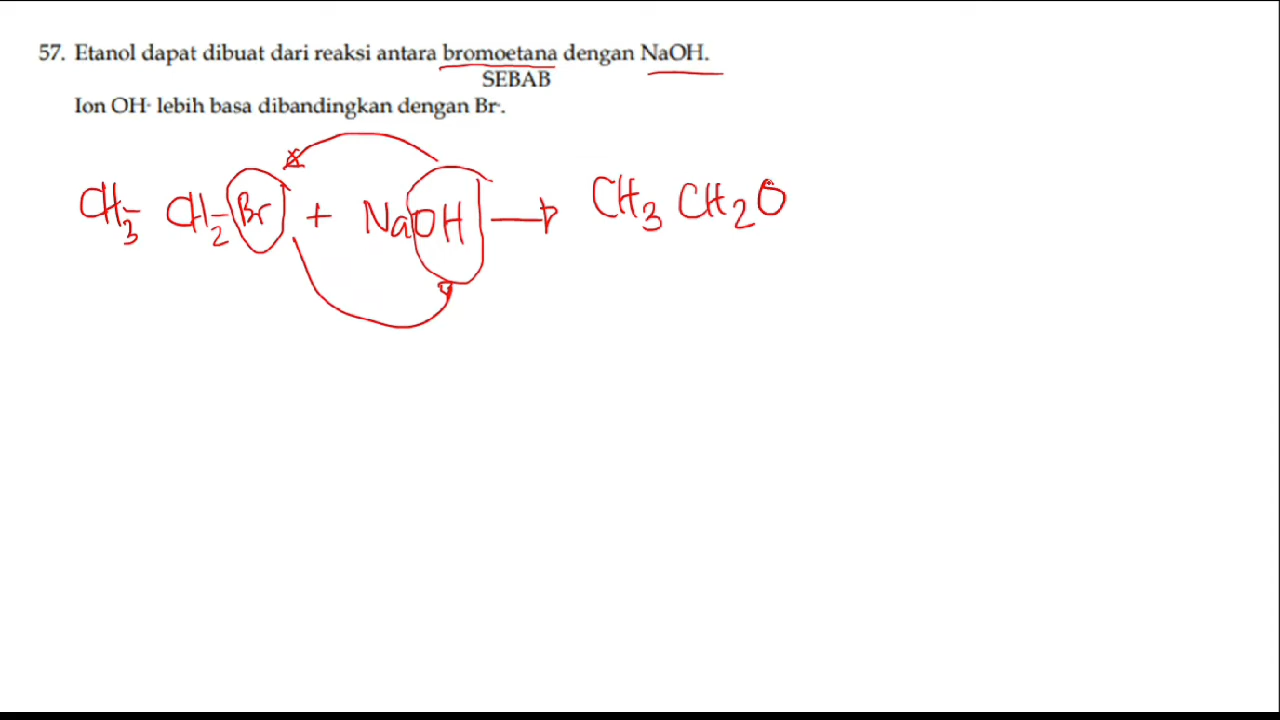 57. Etanol dapat dibuat dari reaksi antara bromoetana dengan NaOH.
SEBAB
Ion OH- lebih basa dibandingkan dengan Br-.
CH3 CH2 Br + NaOH → CH3 CH2O